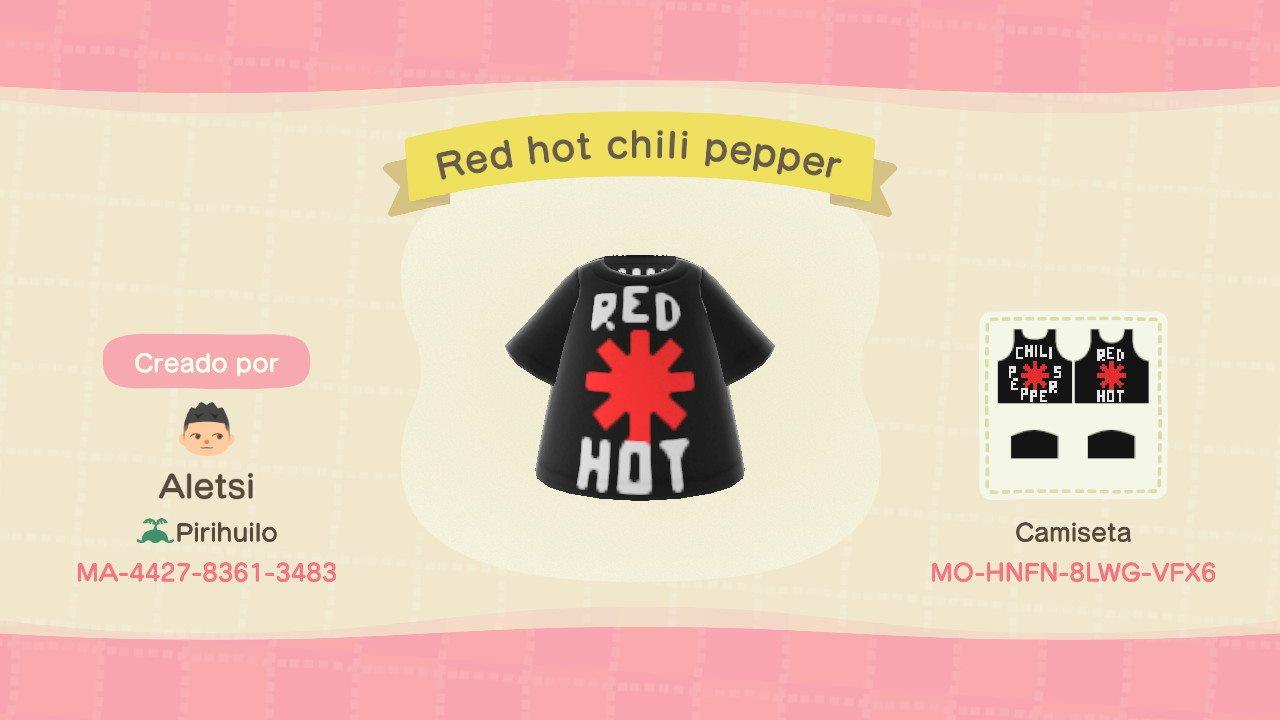 Red hot chili pepper
RED
HOT
Creado por
Aletsi
Pirihuilo
MA-4427-8361-3483
CHILI
PEPPERS
RED
HOT
Camiseta
MO-HNFN-8LWG-VFX6